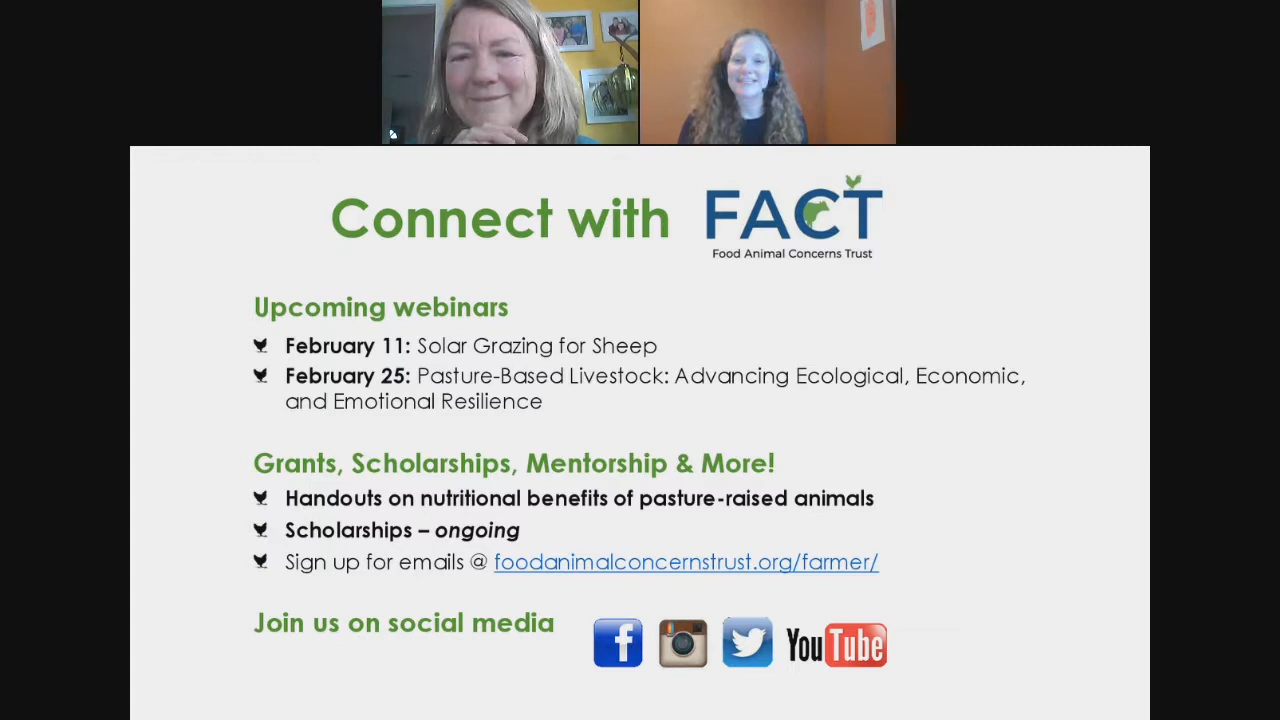 Connect with FACT
Food Animal Concerns Trust
Upcoming webinars
February 11: Solar Grazing for Sheep
February 25: Pasture-Based Livestock: Advancing Ecological, Economic,
and Emotional Resilience
Grants, Scholarships, Mentorship & More!
Handouts on nutritional benefits of pasture-raised animals
Scholarships – ongoing
Sign up for emails @ foodanimalconcernstrust.org/farmer/
Join us on social media
YouTube